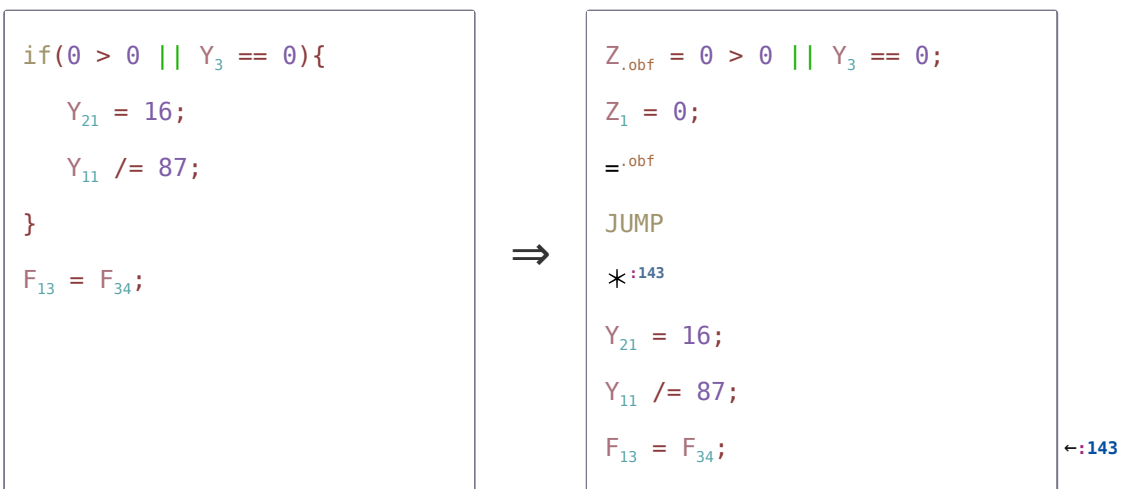 if(0 > 0 || Y₃ == 0){
Y₂₁ = 16;
Y₁₁ /= 87;
}
F₁₃ = F₃₄;
⇒
Z.obf = 0 > 0 || Y₃ == 0;
Z₁ = 0;
=.obf
JUMP
*:143
Y₂₁ = 16;
Y₁₁ /= 87;
F₁₃ = F₃₄;
←:143